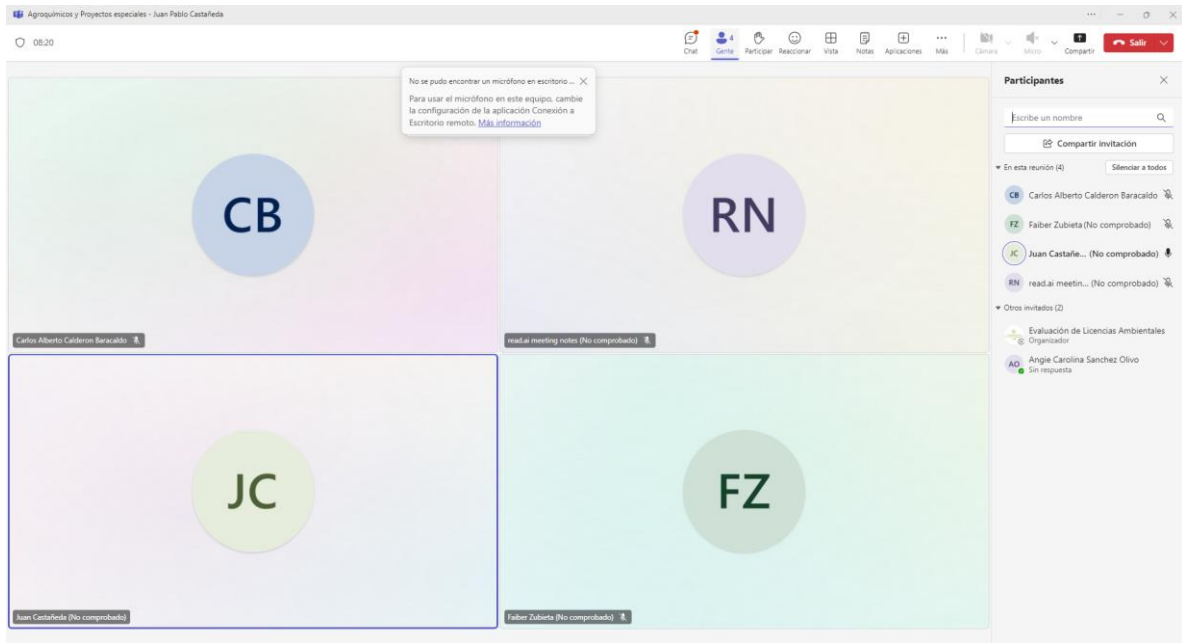 Agroquímicos y Proyectos especiales - Juan Pablo Castañeda
08:20
Chat
Gente 4
Participar
Reaccionar
Vista
Notas
Aplicaciones
Más
Cámara
Micro
Compartir
Salir
No se pudo encontrar un micrófono en escritorio ...
Para usar el micrófono en este equipo, cambie
la configuración de la aplicación Conexión a
Escritorio remoto. Más información
CB
Carlos Alberto Calderon Baracaldo
RN
read.ai meeting notes (No comprobado)
JC
Juan Castañeda (No comprobado)
FZ
Faiber Zubieta (No comprobado)
Participantes
Escribe un nombre
Compartir invitación
En esta reunión (4)
Silenciar a todos
CB Carlos Alberto Calderon Baracaldo
FZ Faiber Zubieta (No comprobado)
JC Juan Castañe... (No comprobado)
RN read.ai meetin... (No comprobado)
Otros invitados (2)
Evaluación de Licencias Ambientales
Organizador
AO Angie Carolina Sanchez Olivo
Sin respuesta